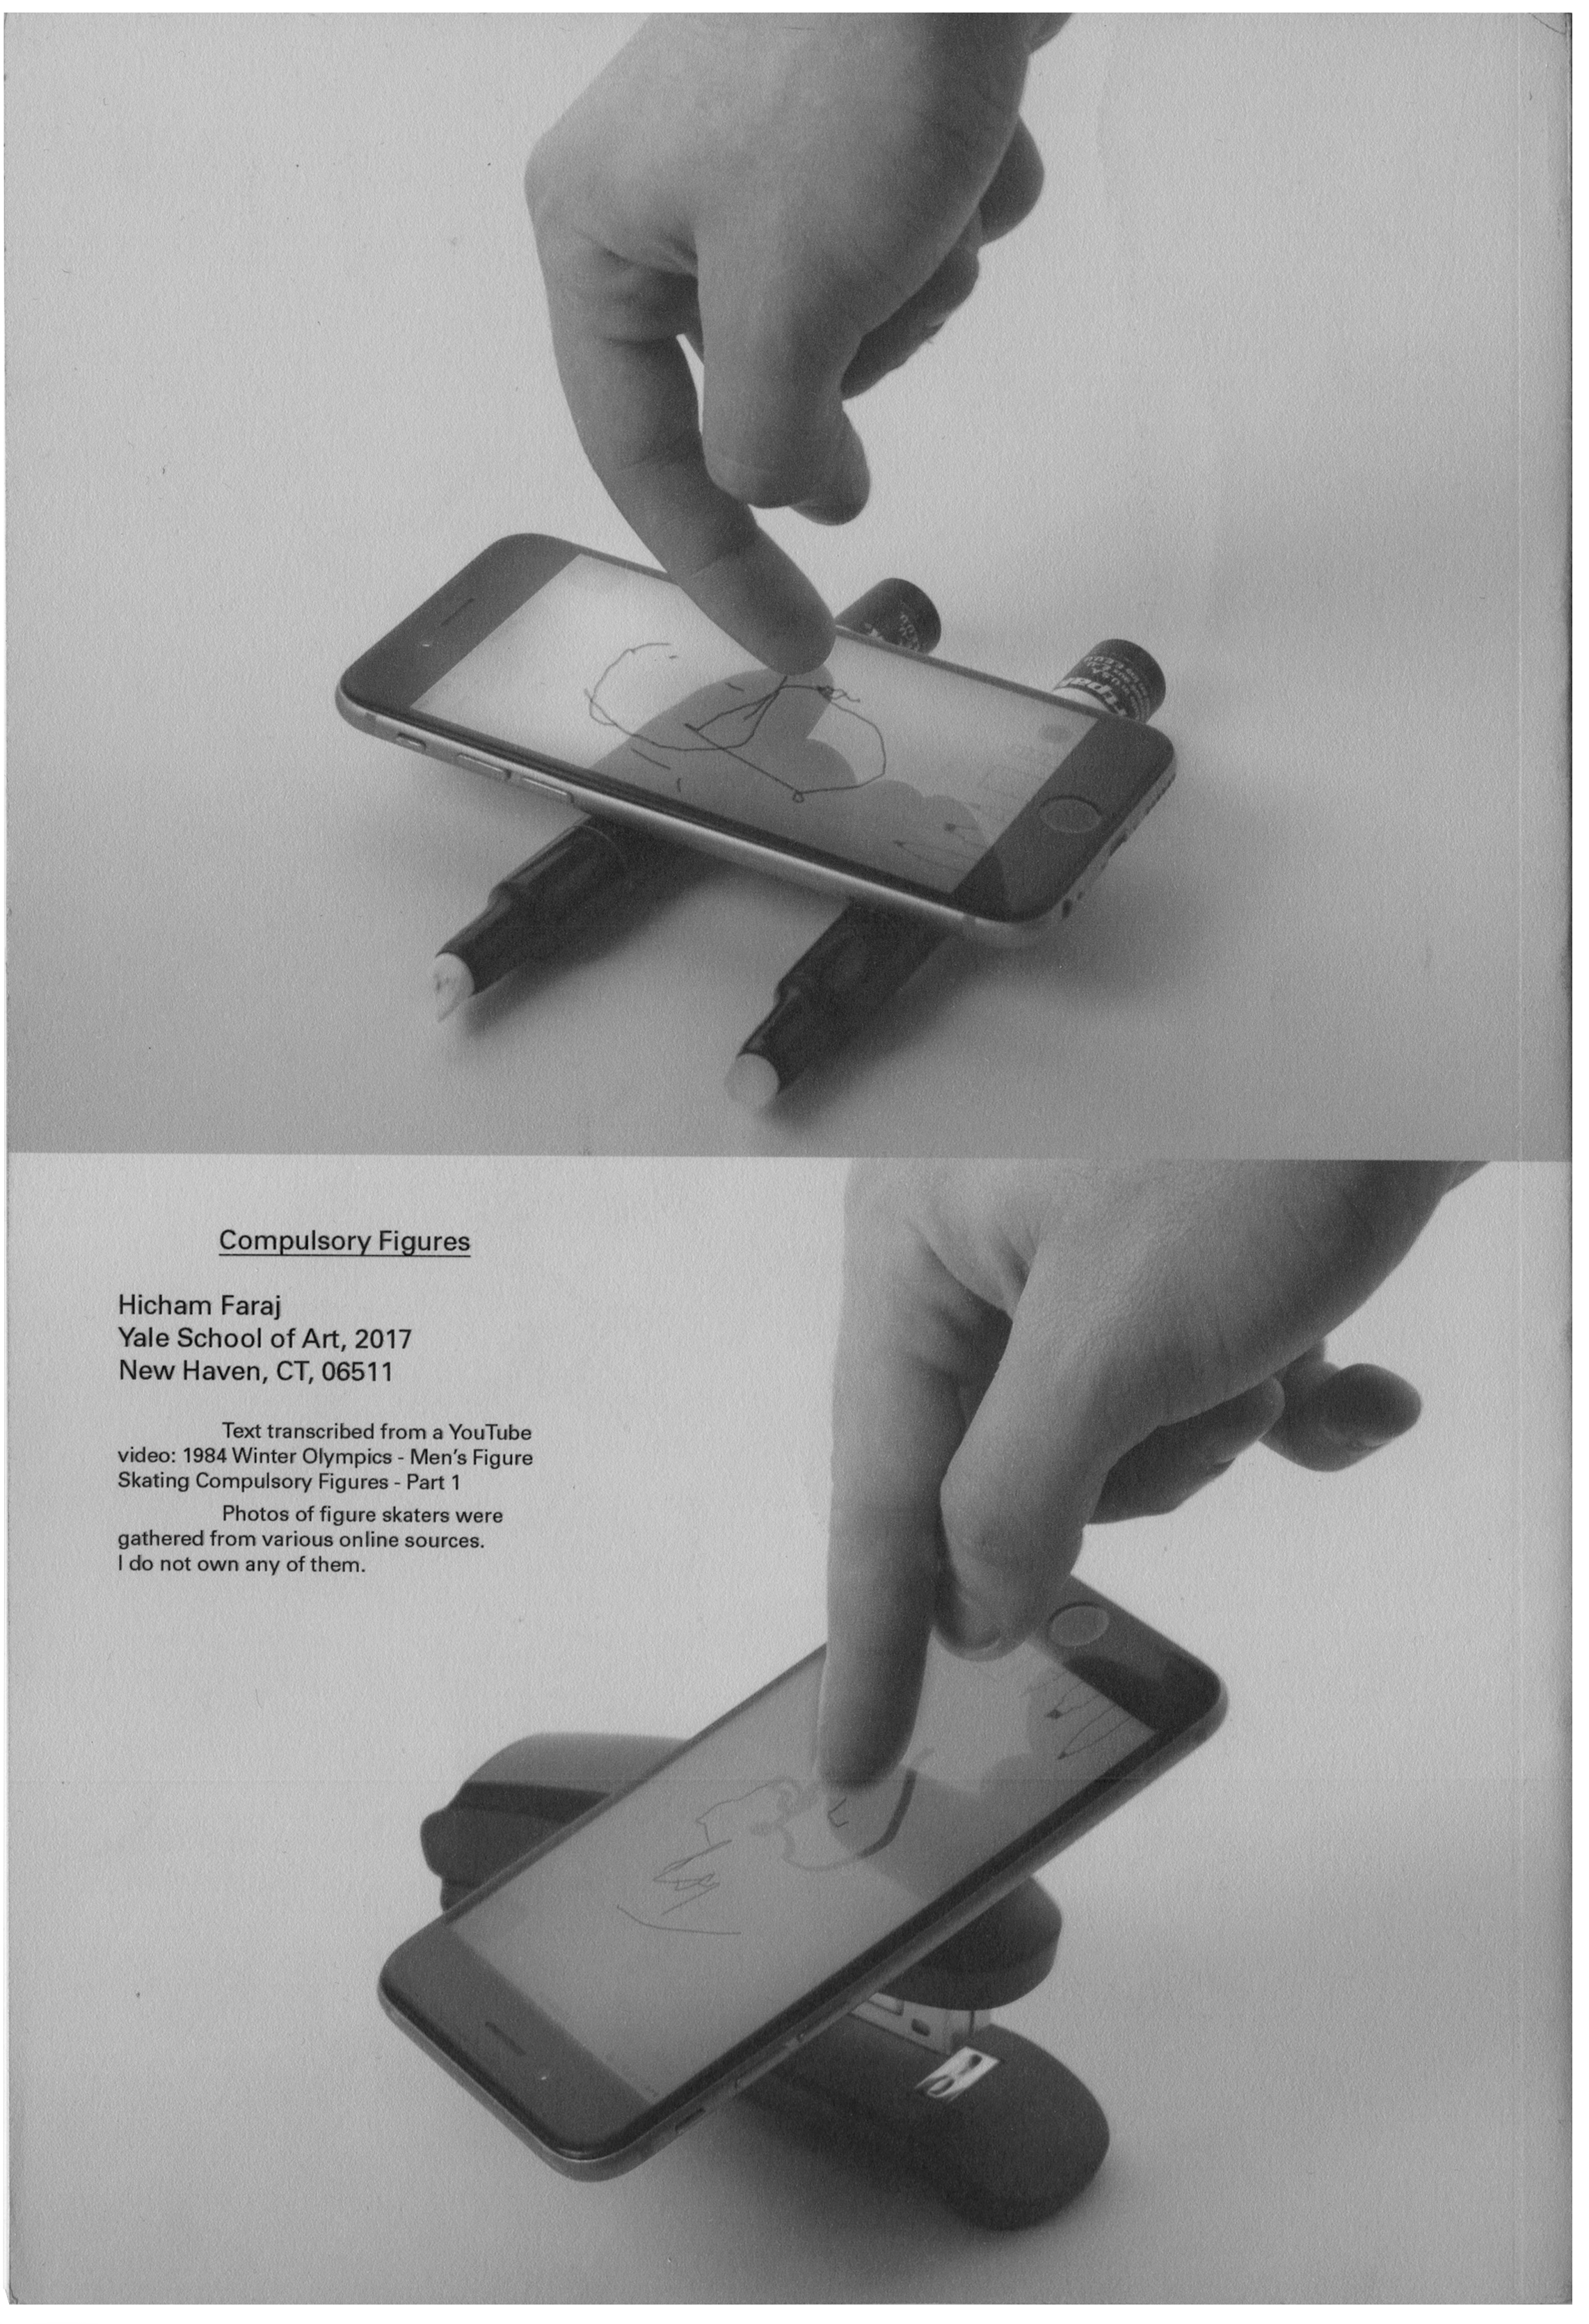 Compulsory Figures
Hicham Faraj
Yale School of Art, 2017
New Haven, CT, 06511
Text transcribed from a YouTube
video: 1984 Winter Olympics - Men's Figure
Skating Compulsory Figures - Part 1
Photos of figure skaters were
gathered from various online sources.
I do not own any of them.